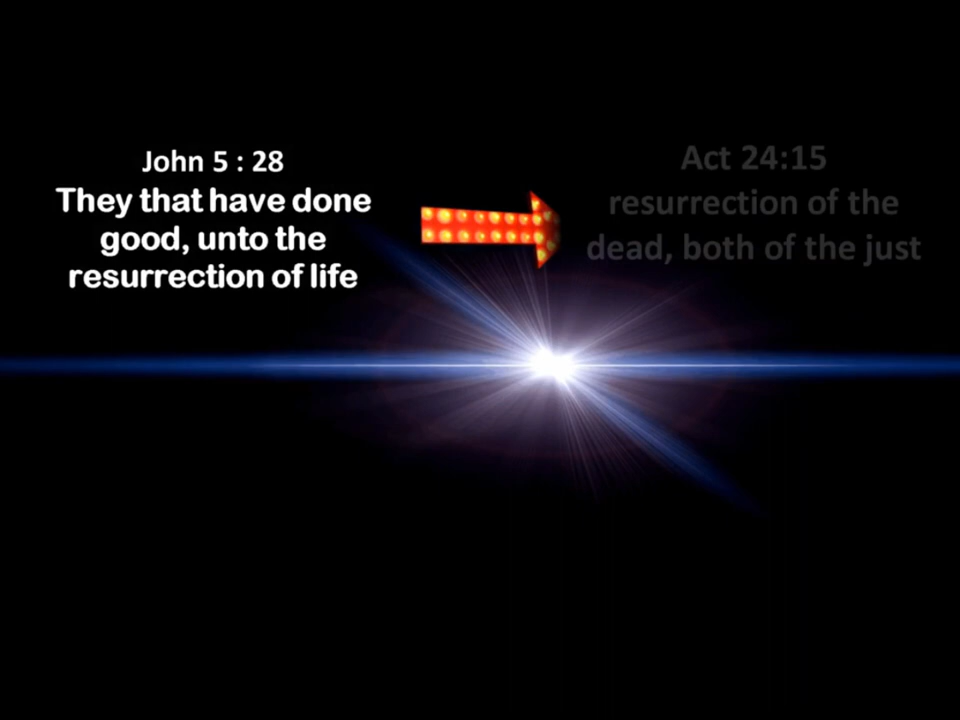 John 5 : 28
They that have done
good, unto the
resurrection of life
Act 24:15
resurrection of the
dead, both of the just